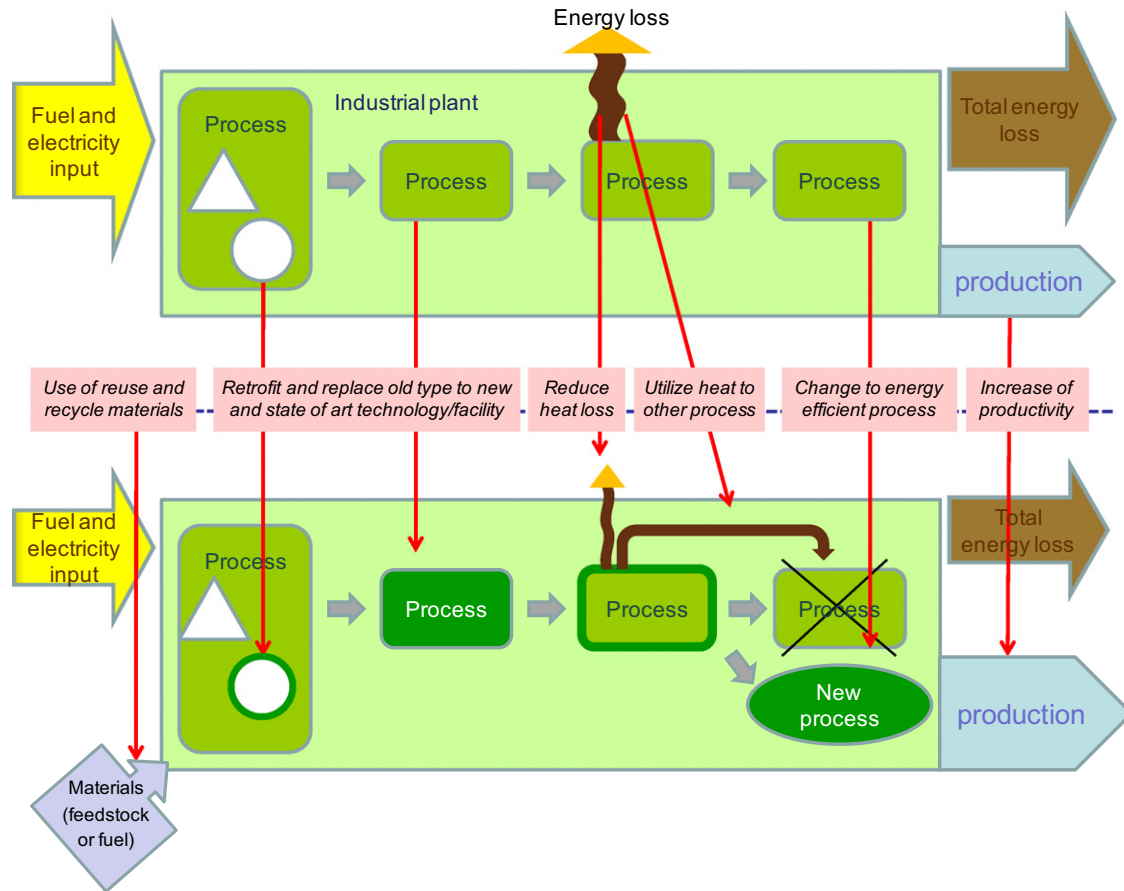 Energy loss
Fuel and
electricity
input
Industrial plant
Process
Process
Process
Process
Total energy
loss
production
Use of reuse and
recycle materials
Retrofit and replace old type to new
and state of art technology/facility
Reduce
heat loss
Utilize heat to
other process
Change to energy
efficient process
Increase of
productivity
Fuel and
electricity
input
Process
Process
Process
Process
New
process
Total
energy loss
production
Materials
(feedstock
or fuel)